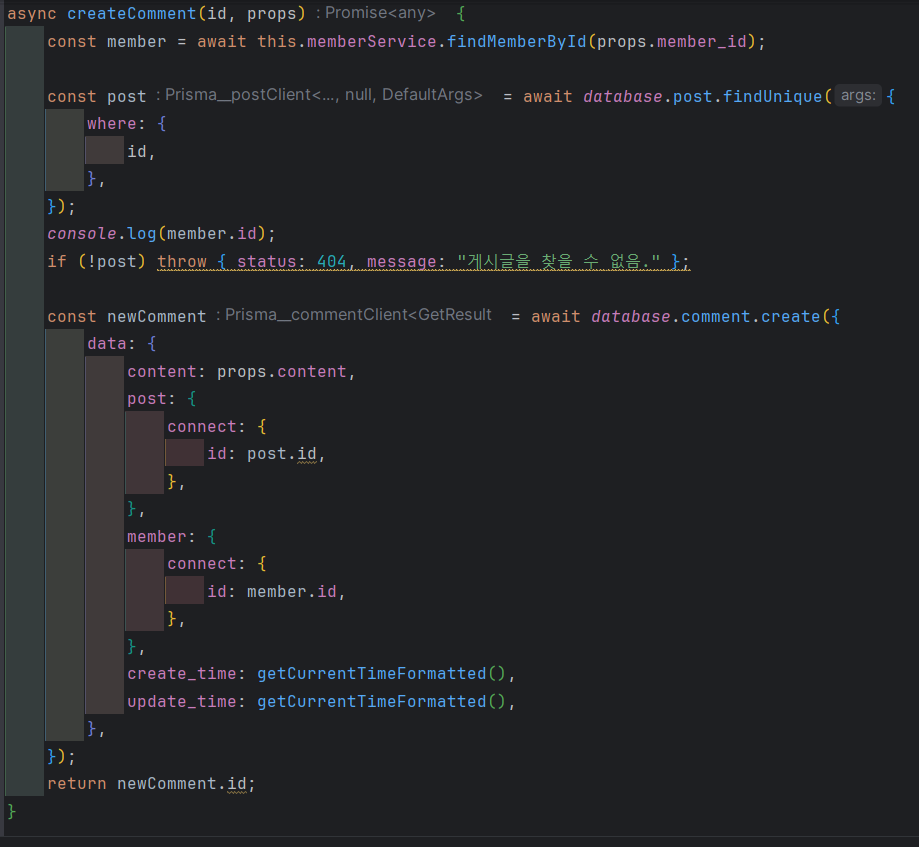 async createComment(id, props) : Promise<any> {
const member = await this.memberService.findMemberById(props.member_id);
const post : Prisma__postClient<..., null, DefaultArgs> = await database.post.findUnique( args: {
where: {
id,
},
});
console.log(member.id);
if (!post) throw { status: 404, message: "게시글을 찾을 수 없음." };
const newComment : Prisma__commentClient<GetResult = await database.comment.create({
data: {
content: props.content,
post: {
connect: {
id: post.id,
},
},
member: {
connect: {
id: member.id,
},
},
create_time: getCurrentTimeFormatted(),
update_time: getCurrentTimeFormatted(),
},
});
return newComment.id;
}